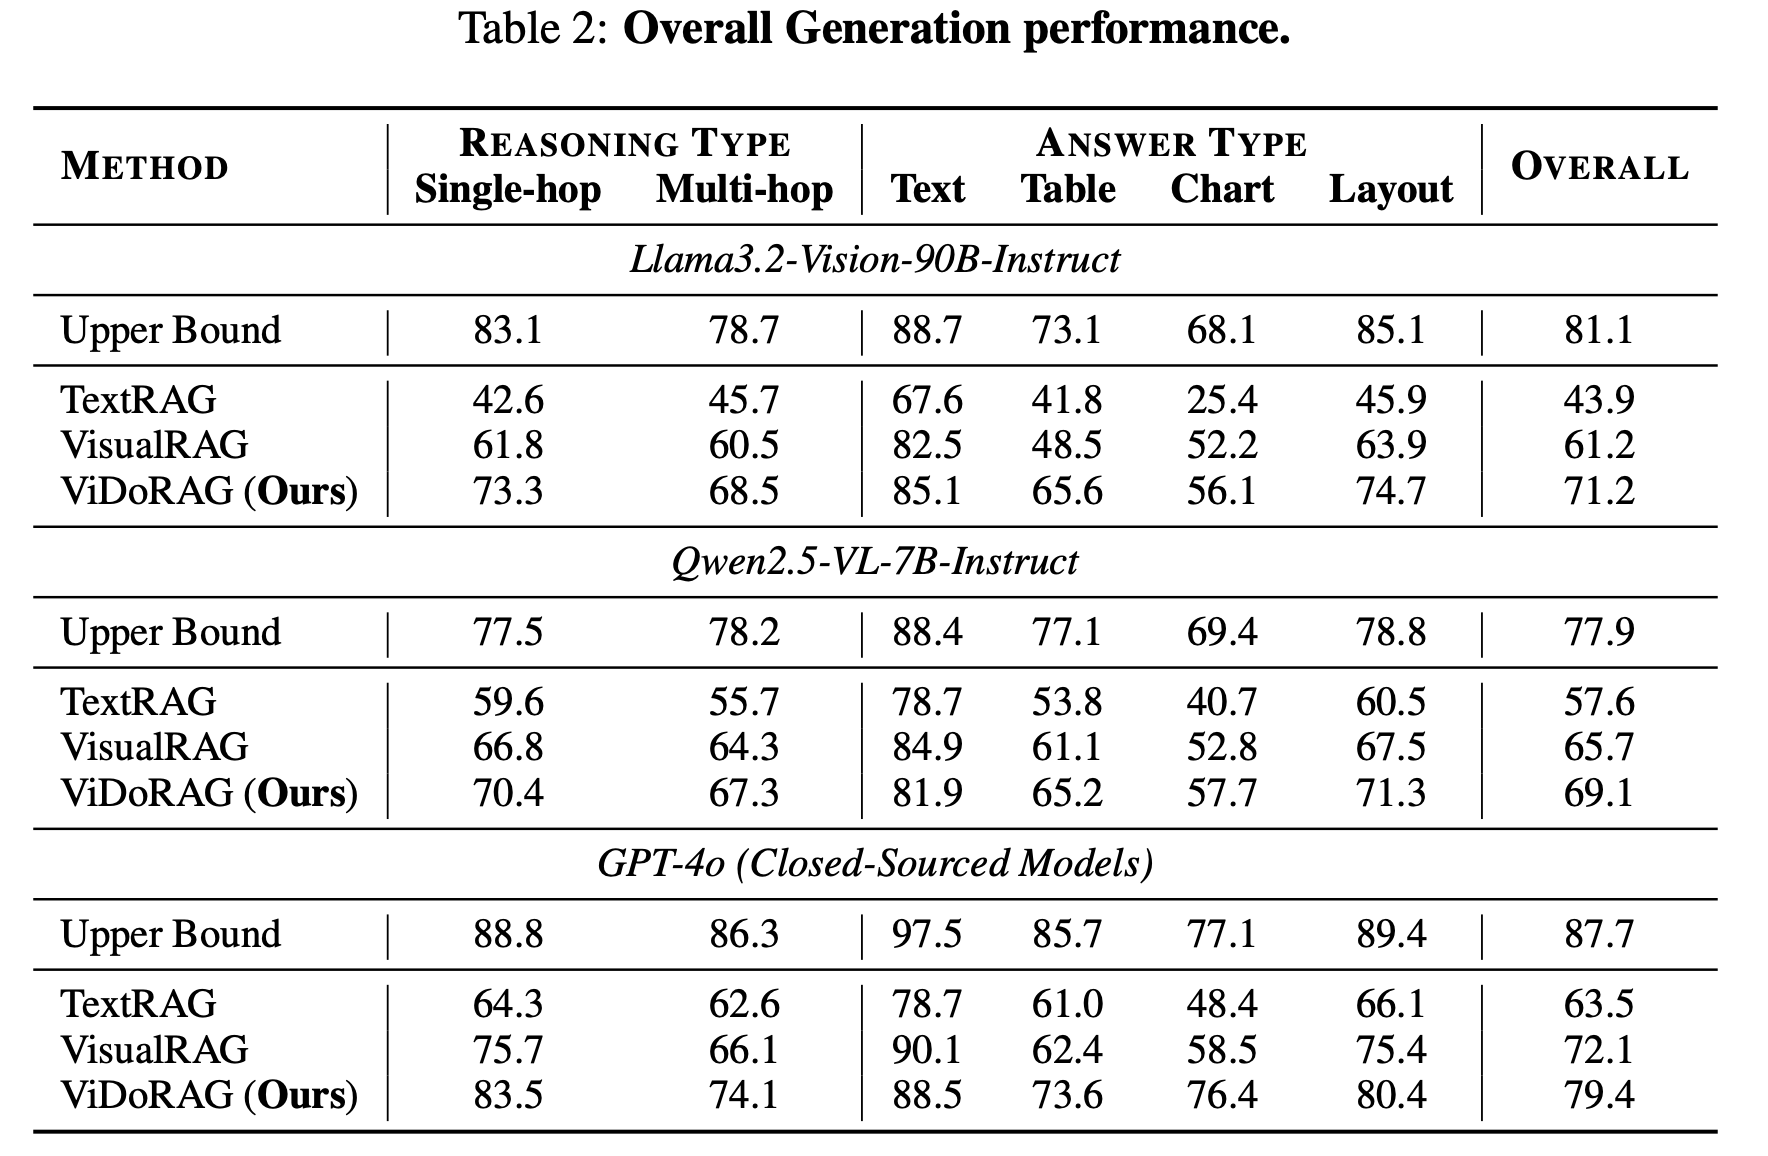 Table 2: Overall Generation performance.
METHOD | REASONING TYPE | ANSWER TYPE | OVERALL
Single-hop Multi-hop | Text Table Chart Layout
Llama3.2-Vision-90B-Instruct
Upper Bound | 83.1 78.7 | 88.7 73.1 68.1 85.1 | 81.1
TextRAG | 42.6 45.7 | 67.6 41.8 25.4 45.9 | 43.9
VisualRAG | 61.8 60.5 | 82.5 48.5 52.2 63.9 | 61.2
ViDoRAG (Ours) | 73.3 68.5 | 85.1 65.6 56.1 74.7 | 71.2
Qwen2.5-VL-7B-Instruct
Upper Bound | 77.5 78.2 | 88.4 77.1 69.4 78.8 | 77.9
TextRAG | 59.6 55.7 | 78.7 53.8 40.7 60.5 | 57.6
VisualRAG | 66.8 64.3 | 84.9 61.1 52.8 67.5 | 65.7
ViDoRAG (Ours) | 70.4 67.3 | 81.9 65.2 57.7 71.3 | 69.1
GPT-4o (Closed-Sourced Models)
Upper Bound | 88.8 86.3 | 97.5 85.7 77.1 89.4 | 87.7
TextRAG | 64.3 62.6 | 78.7 61.0 48.4 66.1 | 63.5
VisualRAG | 75.7 66.1 | 90.1 62.4 58.5 75.4 | 72.1
ViDoRAG (Ours) | 83.5 74.1 | 88.5 73.6 76.4 80.4 | 79.4